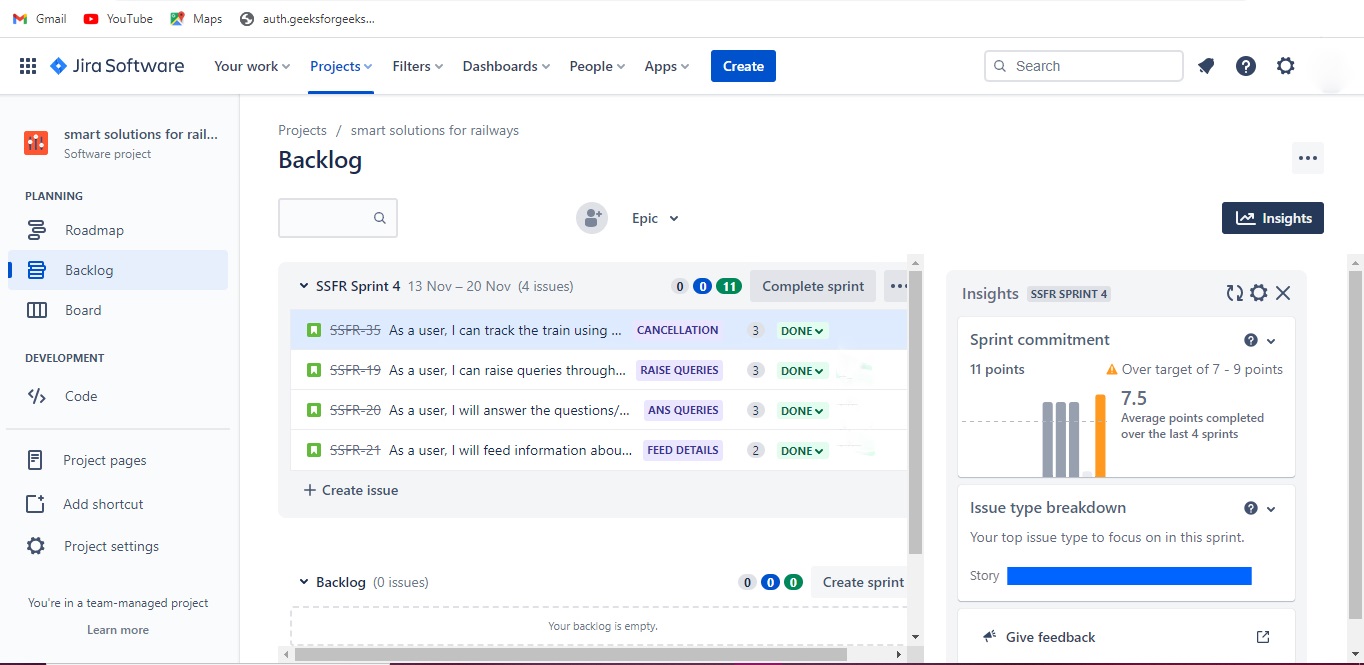 Gmail YouTube Maps auth.geeksforgeeks...
Jira Software Your work Projects Filters Dashboards People Apps Create Search
smart solutions for rail...
Software project
PLANNING
Roadmap
Backlog
Board
DEVELOPMENT
Code
Project pages
Add shortcut
Project settings
You're in a team-managed project
Learn more
Projects / smart solutions for railways
Backlog
Epic
Insights
SSFR Sprint 4 13 Nov – 20 Nov (4 issues) 0 0 11 Complete sprint
SSFR-35 As a user, I can track the train using ... CANCELLATION 3 DONE
SSFR-19 As a user, I can raise queries through... RAISE QUERIES 3 DONE
SSFR-20 As a user, I will answer the questions/... ANS QUERIES 3 DONE
SSFR-21 As a user, I will feed information abou... FEED DETAILS 2 DONE
+ Create issue
Backlog (0 issues) 0 0 0 Create sprint
Your backlog is empty.
Insights SSFR SPRINT 4
Sprint commitment
11 points Over target of 7 - 9 points
7.5
Average points completed
over the last 4 sprints
Issue type breakdown
Your top issue type to focus on in this sprint.
Story
Give feedback